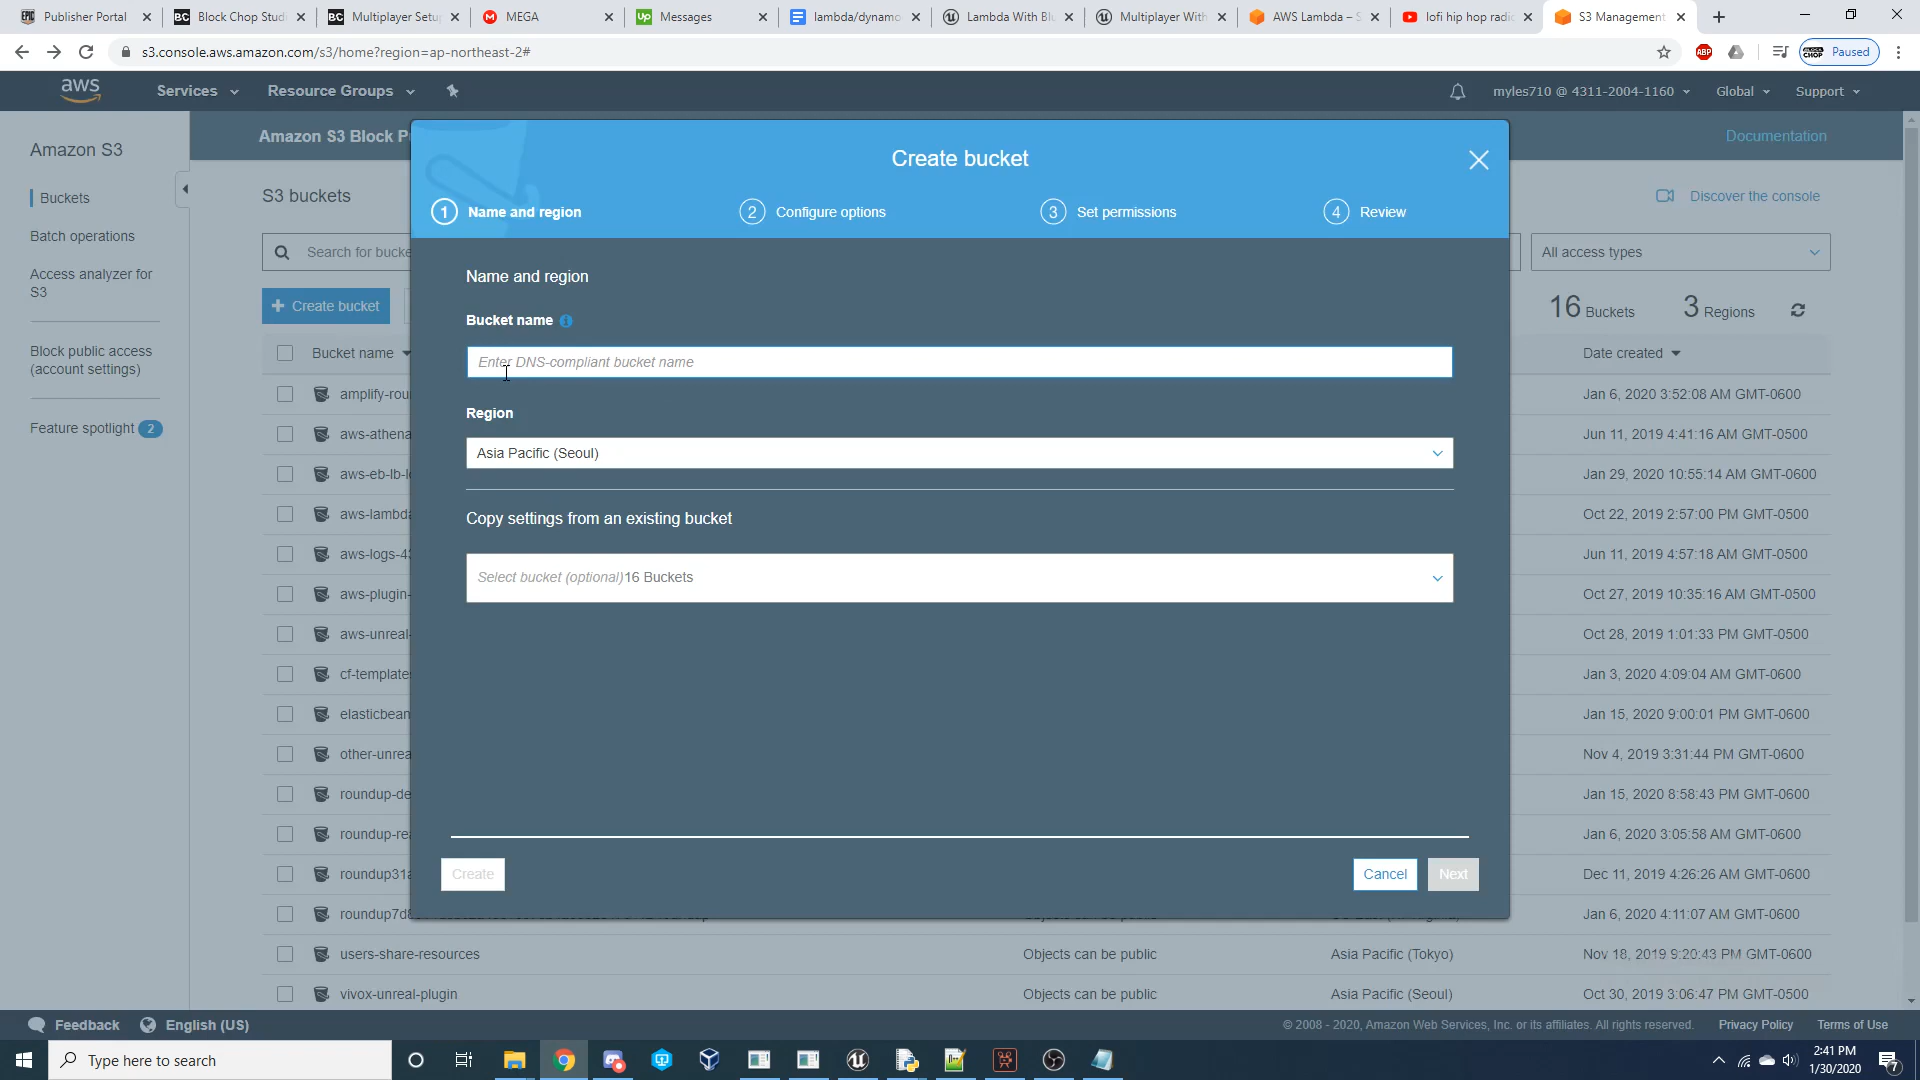 Publisher Portal
Block Chop Stud
Multiplayer Setu
MEGA
Messages
lambda/dynamo
Lambda With Bl
Multiplayer With
AWS Lambda – S
lofi hip hop radi
S3 Management
s3.console.aws.amazon.com/s3/home?region=ap-northeast-2#
ABP
BLOCK CHOP
Paused
aws
Services
Resource Groups
myles710 @ 4311-2004-1160
Global
Support
Amazon S3
Buckets
Batch operations
Access analyzer for
S3
Block public access
(account settings)
Feature spotlight 2
Amazon S3 Block P
Documentation
S3 buckets
Discover the console
Search for bucke
All access types
+ Create bucket
16 Buckets
3 Regions
Bucket name
Date created
Create bucket
1 Name and region
2 Configure options
3 Set permissions
4 Review
Name and region
Bucket name
Enter DNS-compliant bucket name
Region
Asia Pacific (Seoul)
Copy settings from an existing bucket
Select bucket (optional)16 Buckets
Create
Cancel
Next
amplify-rou
Jan 6, 2020 3:52:08 AM GMT-0600
aws-athena
Jun 11, 2019 4:41:16 AM GMT-0500
aws-eb-lb-l
Jan 29, 2020 10:55:14 AM GMT-0600
aws-lambda
Oct 22, 2019 2:57:00 PM GMT-0500
aws-logs-43
Jun 11, 2019 4:57:18 AM GMT-0500
aws-plugin-
Oct 27, 2019 10:35:16 AM GMT-0500
aws-unreal-
Oct 28, 2019 1:01:33 PM GMT-0500
cf-template
Jan 3, 2020 4:09:04 AM GMT-0600
elasticbean
Jan 15, 2020 9:00:01 PM GMT-0600
other-unrea
Nov 4, 2019 3:31:44 PM GMT-0600
roundup-de
Jan 15, 2020 8:58:43 PM GMT-0600
roundup-rea
Jan 6, 2020 3:05:58 AM GMT-0600
roundup31a
Dec 11, 2019 4:26:26 AM GMT-0600
Jan 6, 2020 4:11:07 AM GMT-0600
users-share-resources
Objects can be public
Asia Pacific (Tokyo)
Nov 18, 2019 9:20:43 PM GMT-0600
vivox-unreal-plugin
Objects can be public
Asia Pacific (Seoul)
Oct 30, 2019 3:06:47 PM GMT-0500
Feedback
English (US)
© 2008 - 2020, Amazon Web Services, Inc. or its affiliates. All rights reserved.
Privacy Policy
Terms of Use
Type here to search
2:41 PM
1/30/2020
7